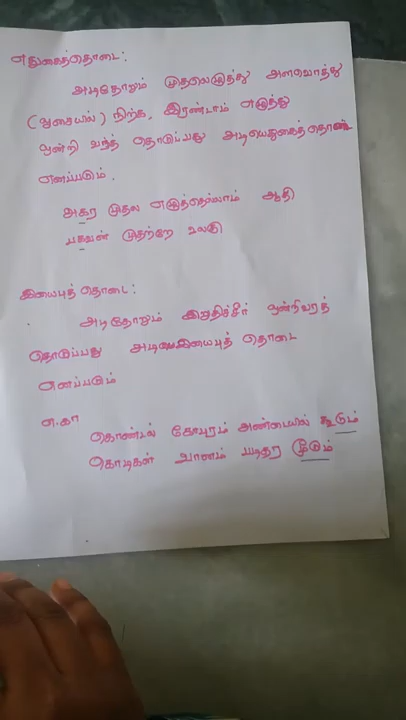 எதுகைத்தொடை:
அடிதோறும் முதலெழுத்து அளவொத்து
(ஓசையில்) நிற்க, இரண்டாம் எழுத்து
ஒன்றி வந்த தொடுப்பது அடியெதுகைத்தொடை
எனப்படும்.
அகர முதல எழுத்தெல்லாம் ஆதி
பகவன் முதற்றே உலகு
இயைபுத் தொடை:
அடிதோறும் இறுதிச்சீர் ஒன்றிவரத்
தொடுப்பது அடிஇயைபுத் தொடை
எனப்படும்
எ.கா
கொண்டல் கோபுரம் அண்டையில் கூடும்
கொடிகள் வானம் படிதர மூடும்